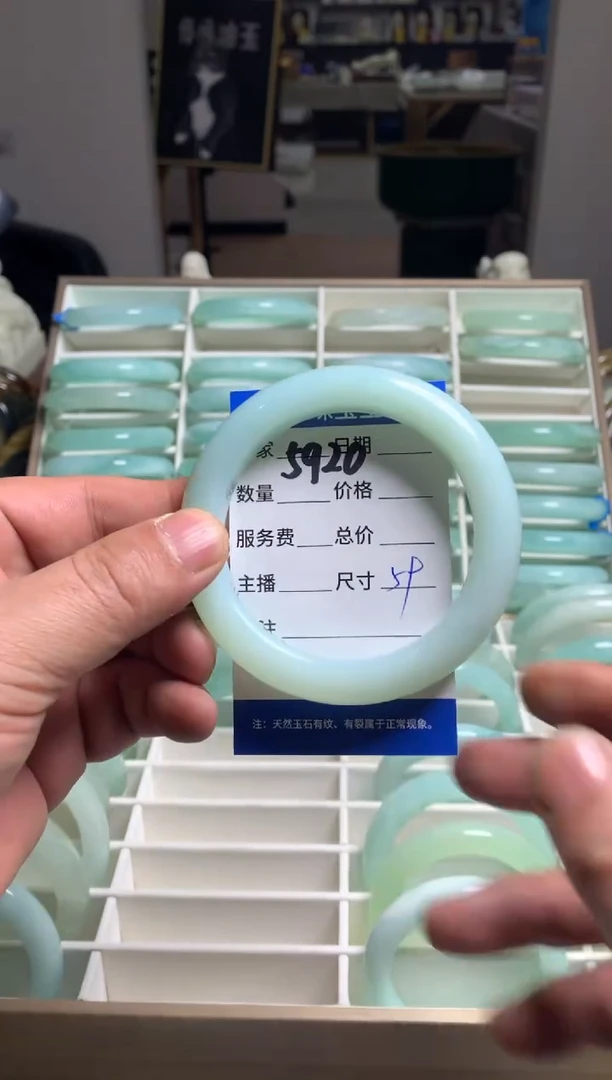 家 5920 日期
数量 价格
服务费 总价
主播 尺寸 59
注
注：天然玉石有纹、有裂属于正常现象。